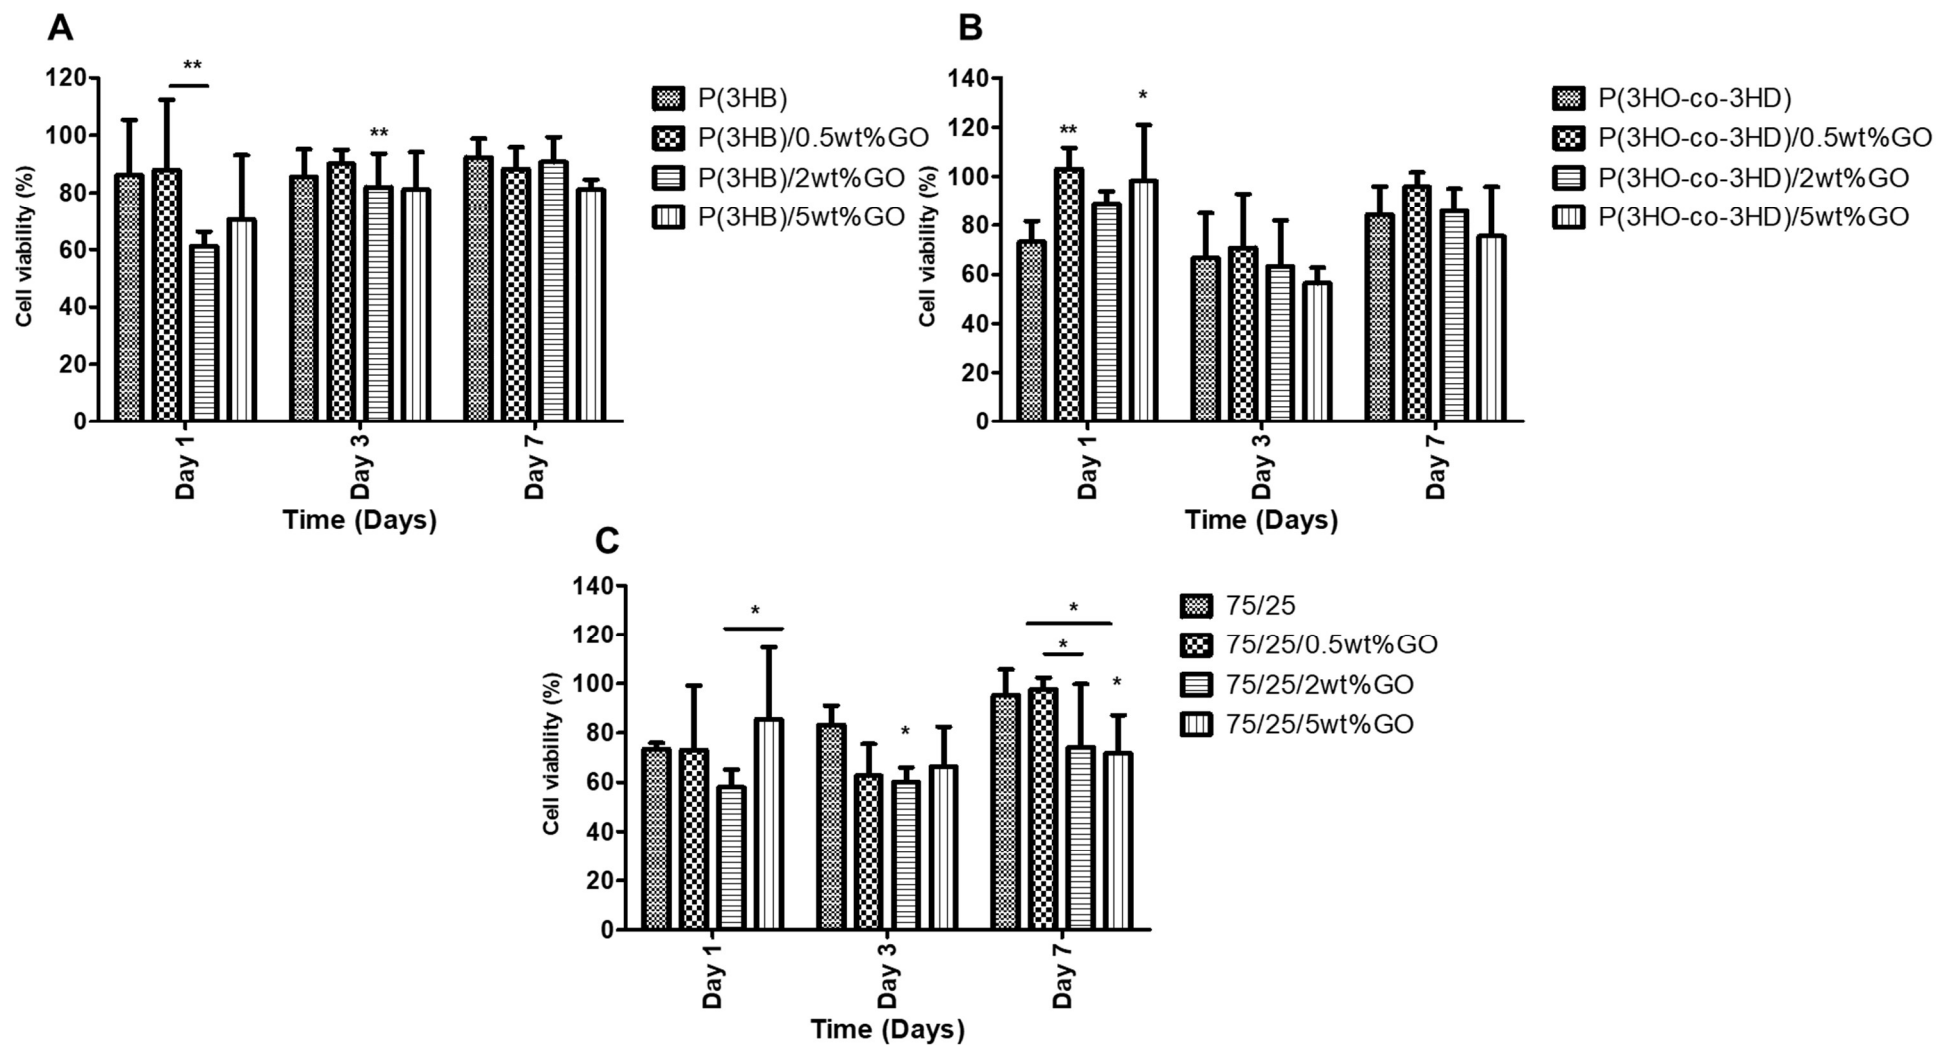 A
**
**
120
100
80
60
40
20
0
Cell viability (%)
Day 1
Day 3
Day 7
Time (Days)
P(3HB)
P(3HB)/0.5wt%GO
P(3HB)/2wt%GO
P(3HB)/5wt%GO
B
**
*
140
120
100
80
60
40
20
0
Cell viability (%)
Day 1
Day 3
Day 7
Time (Days)
P(3HO-co-3HD)
P(3HO-co-3HD)/0.5wt%GO
P(3HO-co-3HD)/2wt%GO
P(3HO-co-3HD)/5wt%GO
C
*
*
*
*
*
140
120
100
80
60
40
20
0
Cell viability (%)
Day 1
Day 3
Day 7
Time (Days)
75/25
75/25/0.5wt%GO
75/25/2wt%GO
75/25/5wt%GO